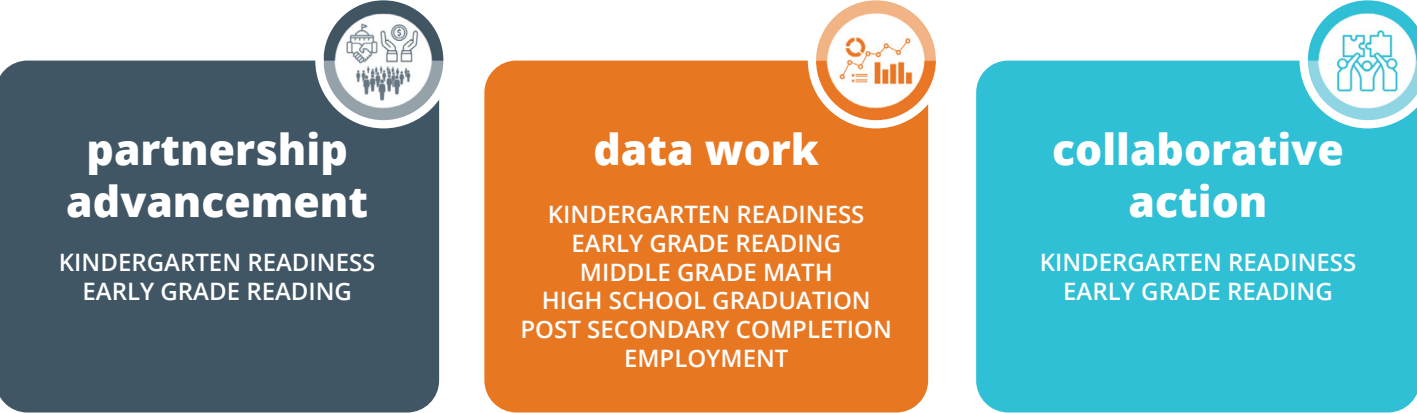 partnership
advancement
KINDERGARTEN READINESS
EARLY GRADE READING
data work
KINDERGARTEN READINESS
EARLY GRADE READING
MIDDLE GRADE MATH
HIGH SCHOOL GRADUATION
POST SECONDARY COMPLETION
EMPLOYMENT
collaborative
action
KINDERGARTEN READINESS
EARLY GRADE READING